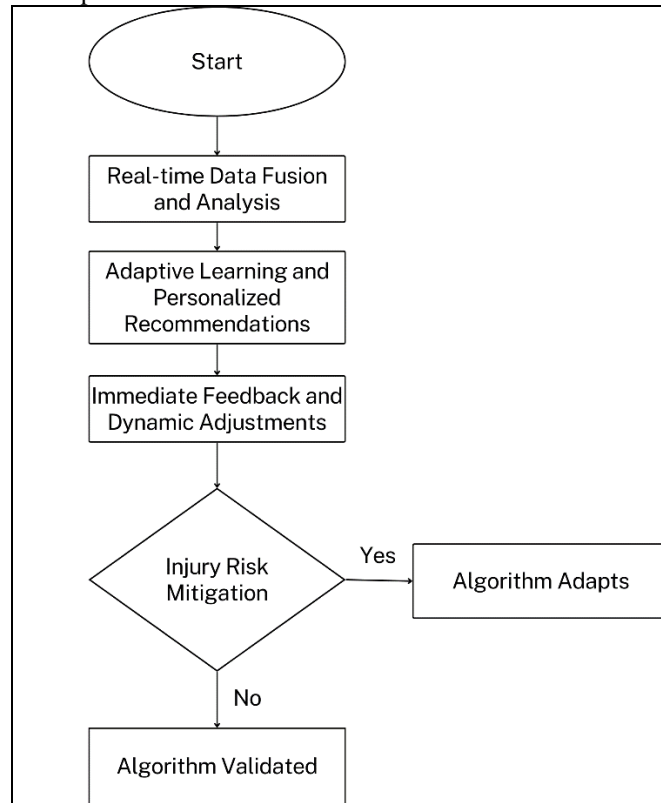 Start
Real-time Data Fusion
and Analysis
Adaptive Learning and
Personalized
Recommendations
Immediate Feedback and
Dynamic Adjustments
Injury Risk
Mitigation
Yes
Algorithm Adapts
No
Algorithm Validated